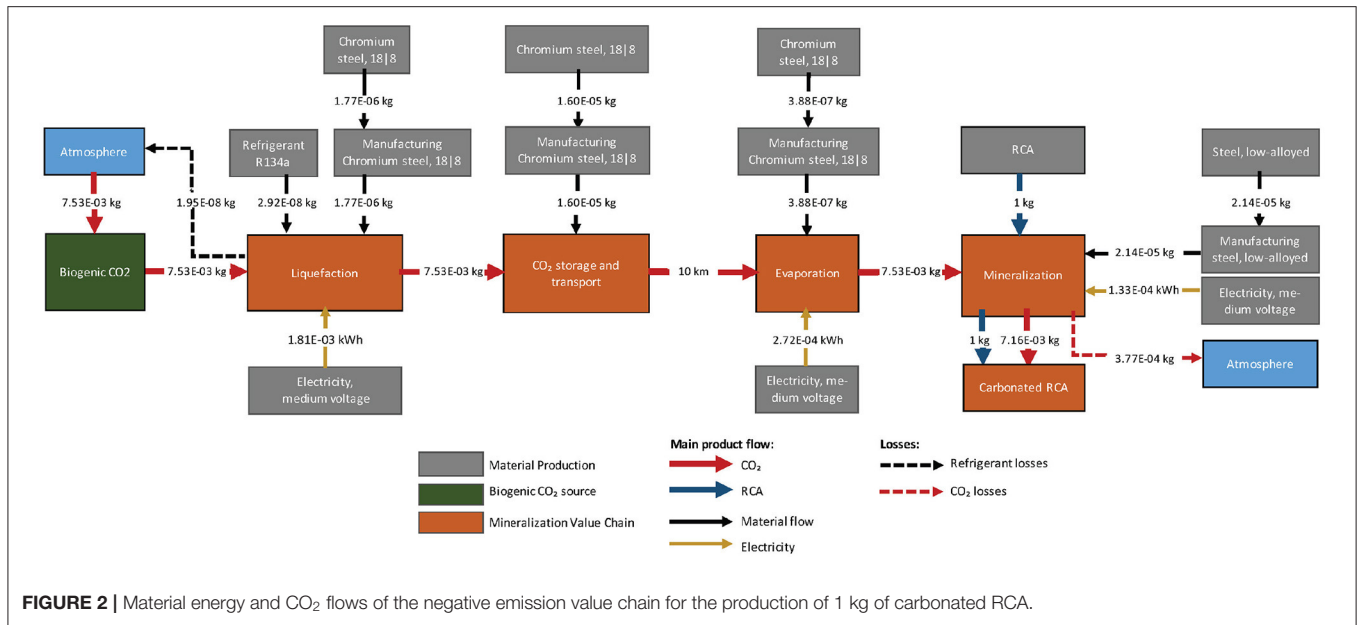 Chromium
steel, 18|8
Chromium steel, 18|8
Chromium
steel, 18|8
1.77E-06 kg
1.60E-05 kg
3.88E-07 kg
Atmosphere
Refrigerant
R134a
Manufacturing
Chromium steel, 18|8
Manufacturing
Chromium steel, 18|8
Manufacturing
Chromium steel, 18|8
RCA
Steel, low-alloyed
7.53E-03 kg
1.95E-08 kg
2.92E-08 kg
1.77E-06 kg
1.60E-05 kg
3.88E-07 kg
1 kg
2.14E-05 kg
Biogenic CO2
7.53E-03 kg
Liquefaction
7.53E-03 kg
CO₂ storage and
transport
10 km
Evaporation
7.53E-03 kg
Mineralization
2.14E-05 kg
Manufacturing
steel, low-alloyed
1.33E-04 kWh
Electricity, me-
dium voltage
1.81E-03 kWh
2.72E-04 kWh
1 kg
7.16E-03 kg
3.77E-04 kg
Atmosphere
Electricity,
medium voltage
Electricity, me-
dium voltage
Carbonated RCA
Main product flow:
Losses:
Material Production
CO₂
Refrigerant losses
Biogenic CO₂ source
RCA
CO₂ losses
Mineralization Value Chain
Material flow
Electricity
FIGURE 2 | Material energy and CO₂ flows of the negative emission value chain for the production of 1 kg of carbonated RCA.